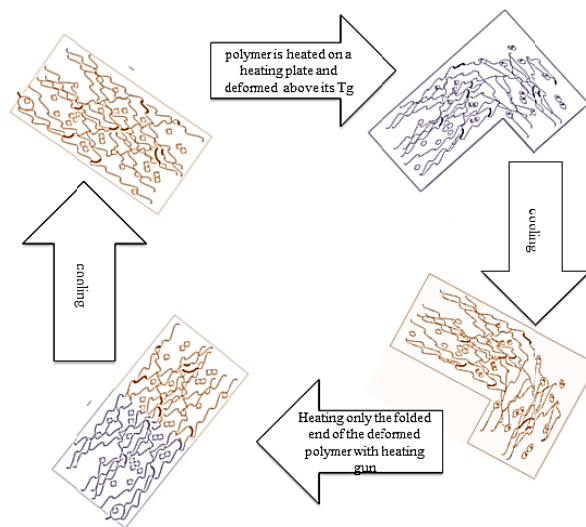 polymer is heated on a
heating plate and
deformed above its Tg
cooling
Heating only the folded
end of the deformed
polymer with heating
gun
cooling